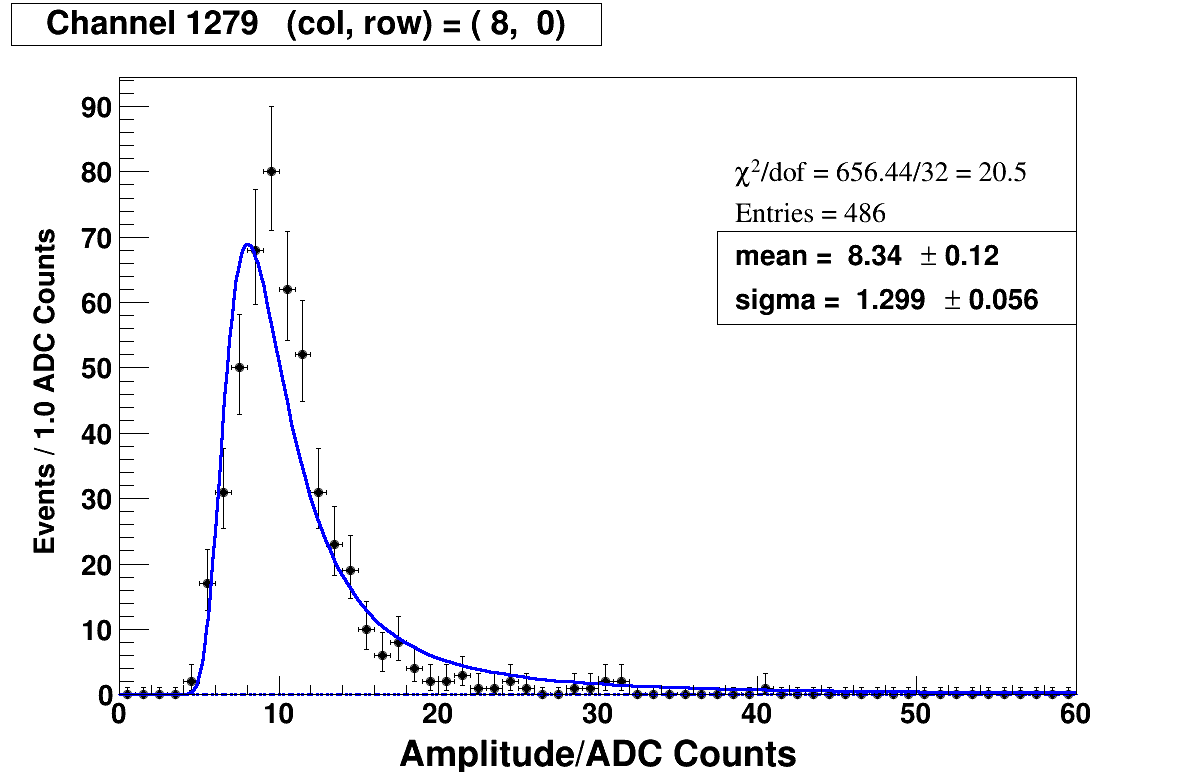 Channel 1279 (col, row) = ( 8, 0)
90
80
70
60
50
40
30
20
10
0
Events / 1.0 ADC Counts
χ²/dof = 656.44/32 = 20.5
Entries = 486
mean = 8.34 ± 0.12
sigma = 1.299 ± 0.056
0 10 20 30 40 50 60
Amplitude/ADC Counts